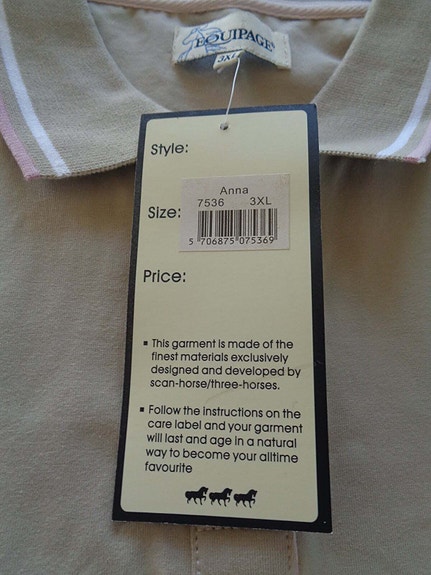 EQUIPAGE
3XL
Style:
Anna
7536 3XL
Size:
5 706875 075369
Price:
▪ This garment is made of the
finest materials exclusively
designed and developed by
scan-horse/three-horses.
▪ Follow the instructions on the
care label and your garment
will last and age in a natural
way to become your alltime
favourite